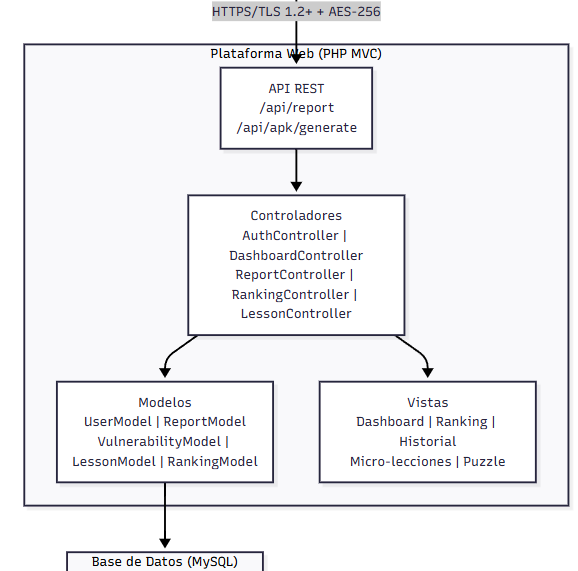 HTTPS/TLS 1.2+ + AES-256
Plataforma Web (PHP MVC)
API REST
/api/report
/api/apk/generate
Controladores
AuthController |
DashboardController
ReportController |
RankingController |
LessonController
Modelos
UserModel | ReportModel
VulnerabilityModel |
LessonModel | RankingModel
Vistas
Dashboard | Ranking |
Historial
Micro-lecciones | Puzzle
Base de Datos (MySQL)